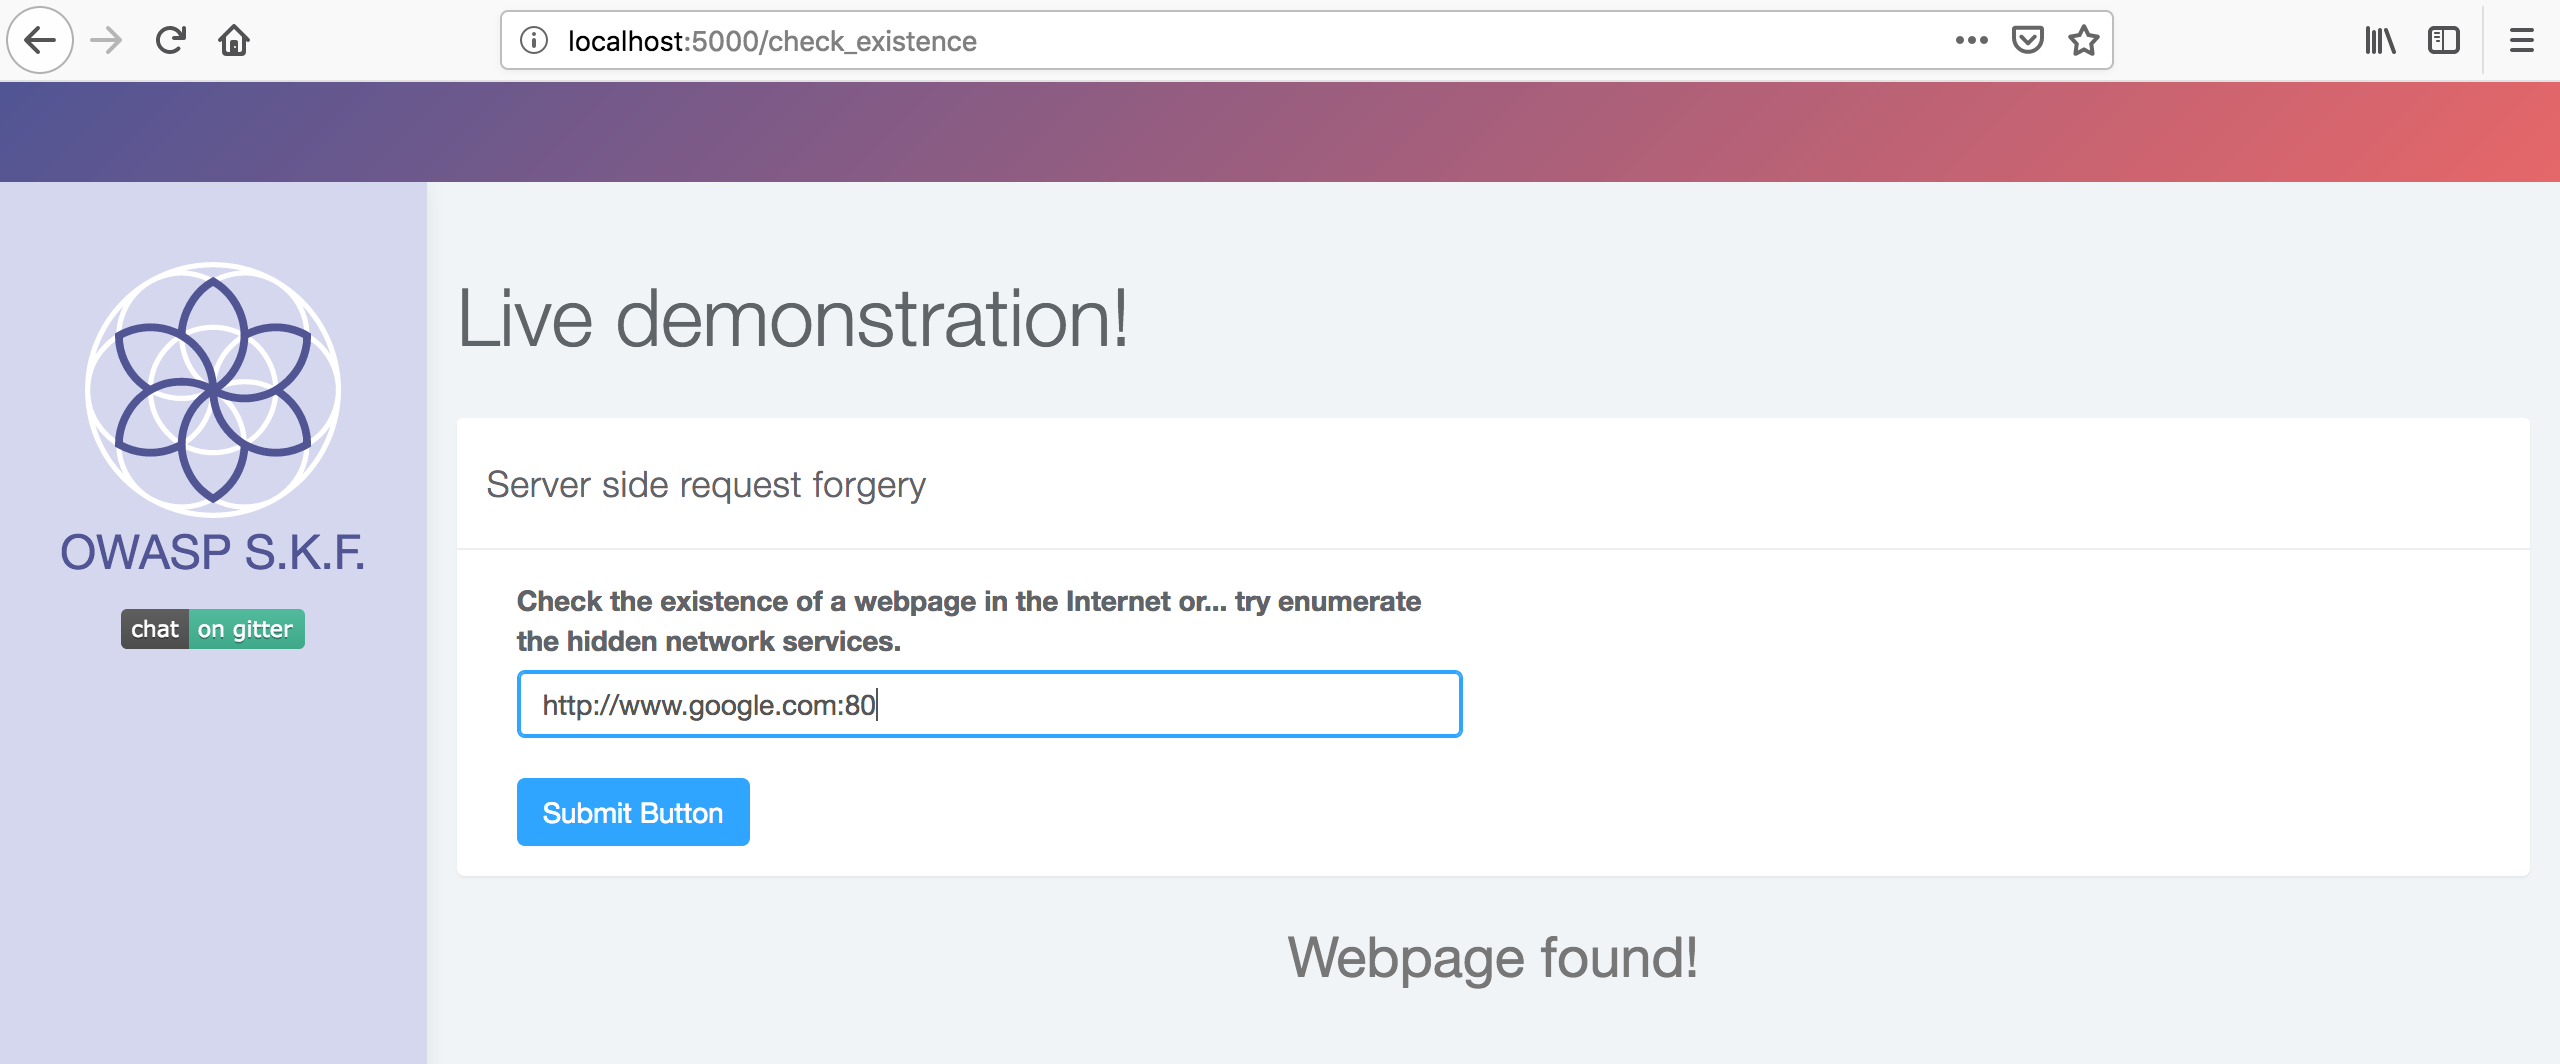 localhost:5000/check_existence
OWASP S.K.F.
chat on gitter
Live demonstration!
Server side request forgery
Check the existence of a webpage in the Internet or... try enumerate
the hidden network services.
http://www.google.com:80
Submit Button
Webpage found!